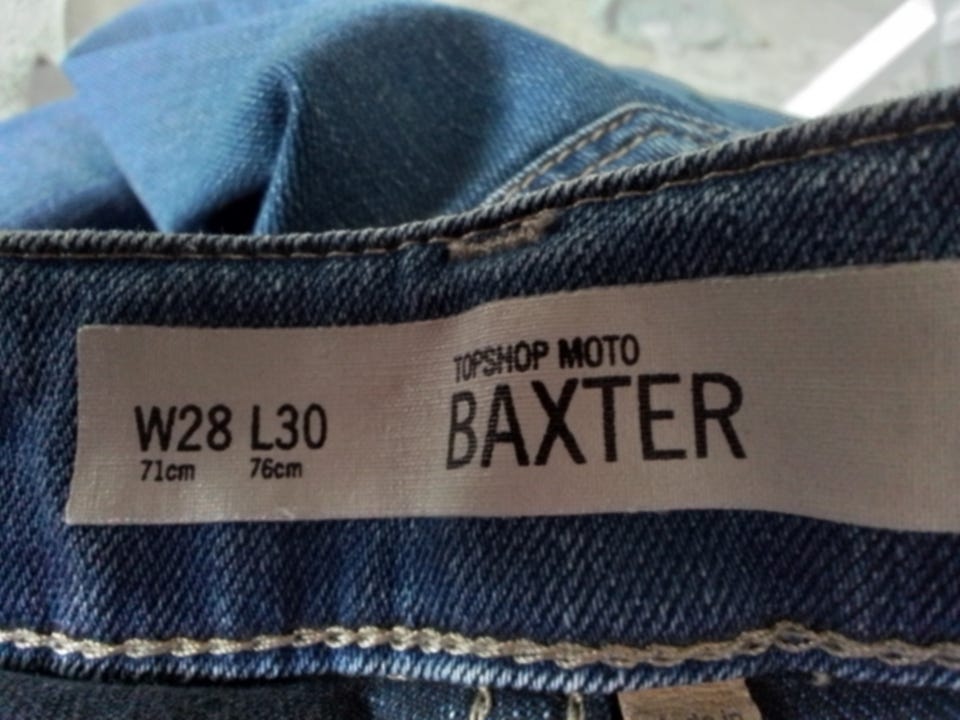 TOPSHOP MOTO
W28 L30 BAXTER
71cm 76cm